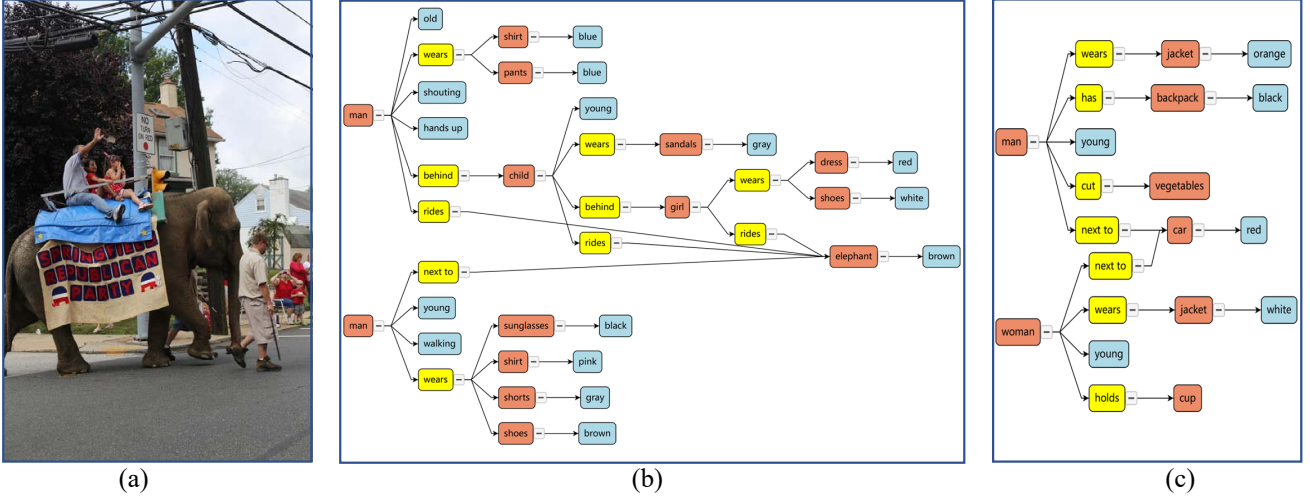 NO
TURN
ON RED
SPRINGFIELD
REPUBLICAN
PARTY
(a)
old
wears
shirt
blue
pants
blue
shouting
man
hands up
young
wears
sandals
gray
behind
child
wears
dress
red
shoes
white
behind
girl
rides
rides
rides
elephant
brown
next to
young
man
walking
sunglasses
black
wears
shirt
pink
shorts
gray
shoes
brown
(b)
wears
jacket
orange
has
backpack
black
man
young
cut
vegetables
next to
car
red
next to
wears
jacket
white
woman
young
holds
cup
(c)